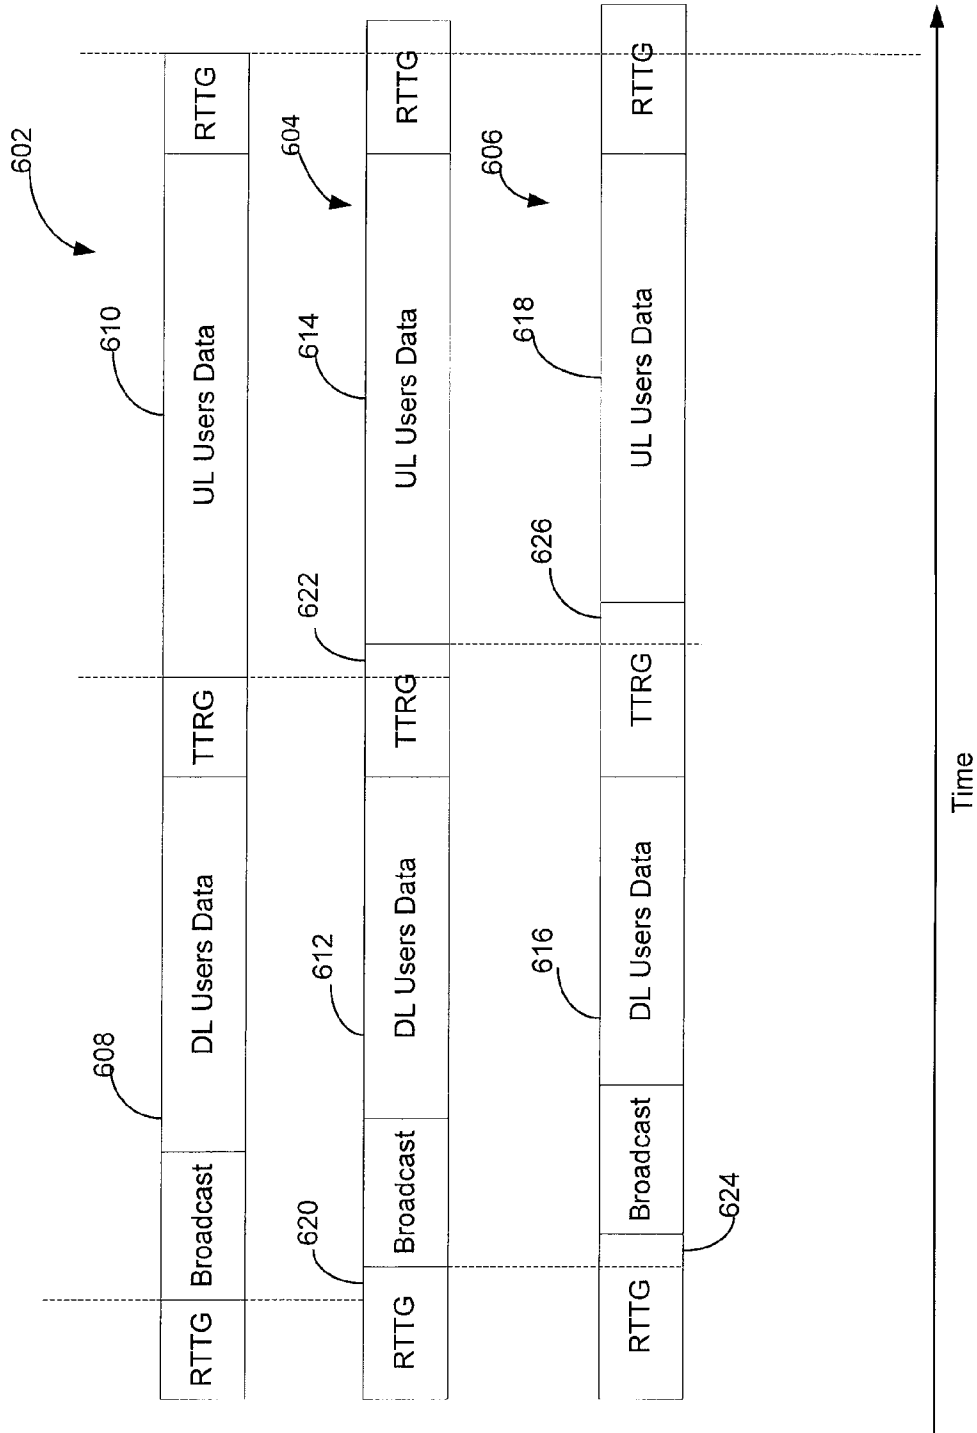 602
608
610
RTTG
Broadcast
DL Users Data
TTRG
UL Users Data
RTTG
604
620
612
622
614
RTTG
Broadcast
DL Users Data
TTRG
UL Users Data
RTTG
606
616
626
618
RTTG
Broadcast
DL Users Data
TTRG
UL Users Data
RTTG
624
Time